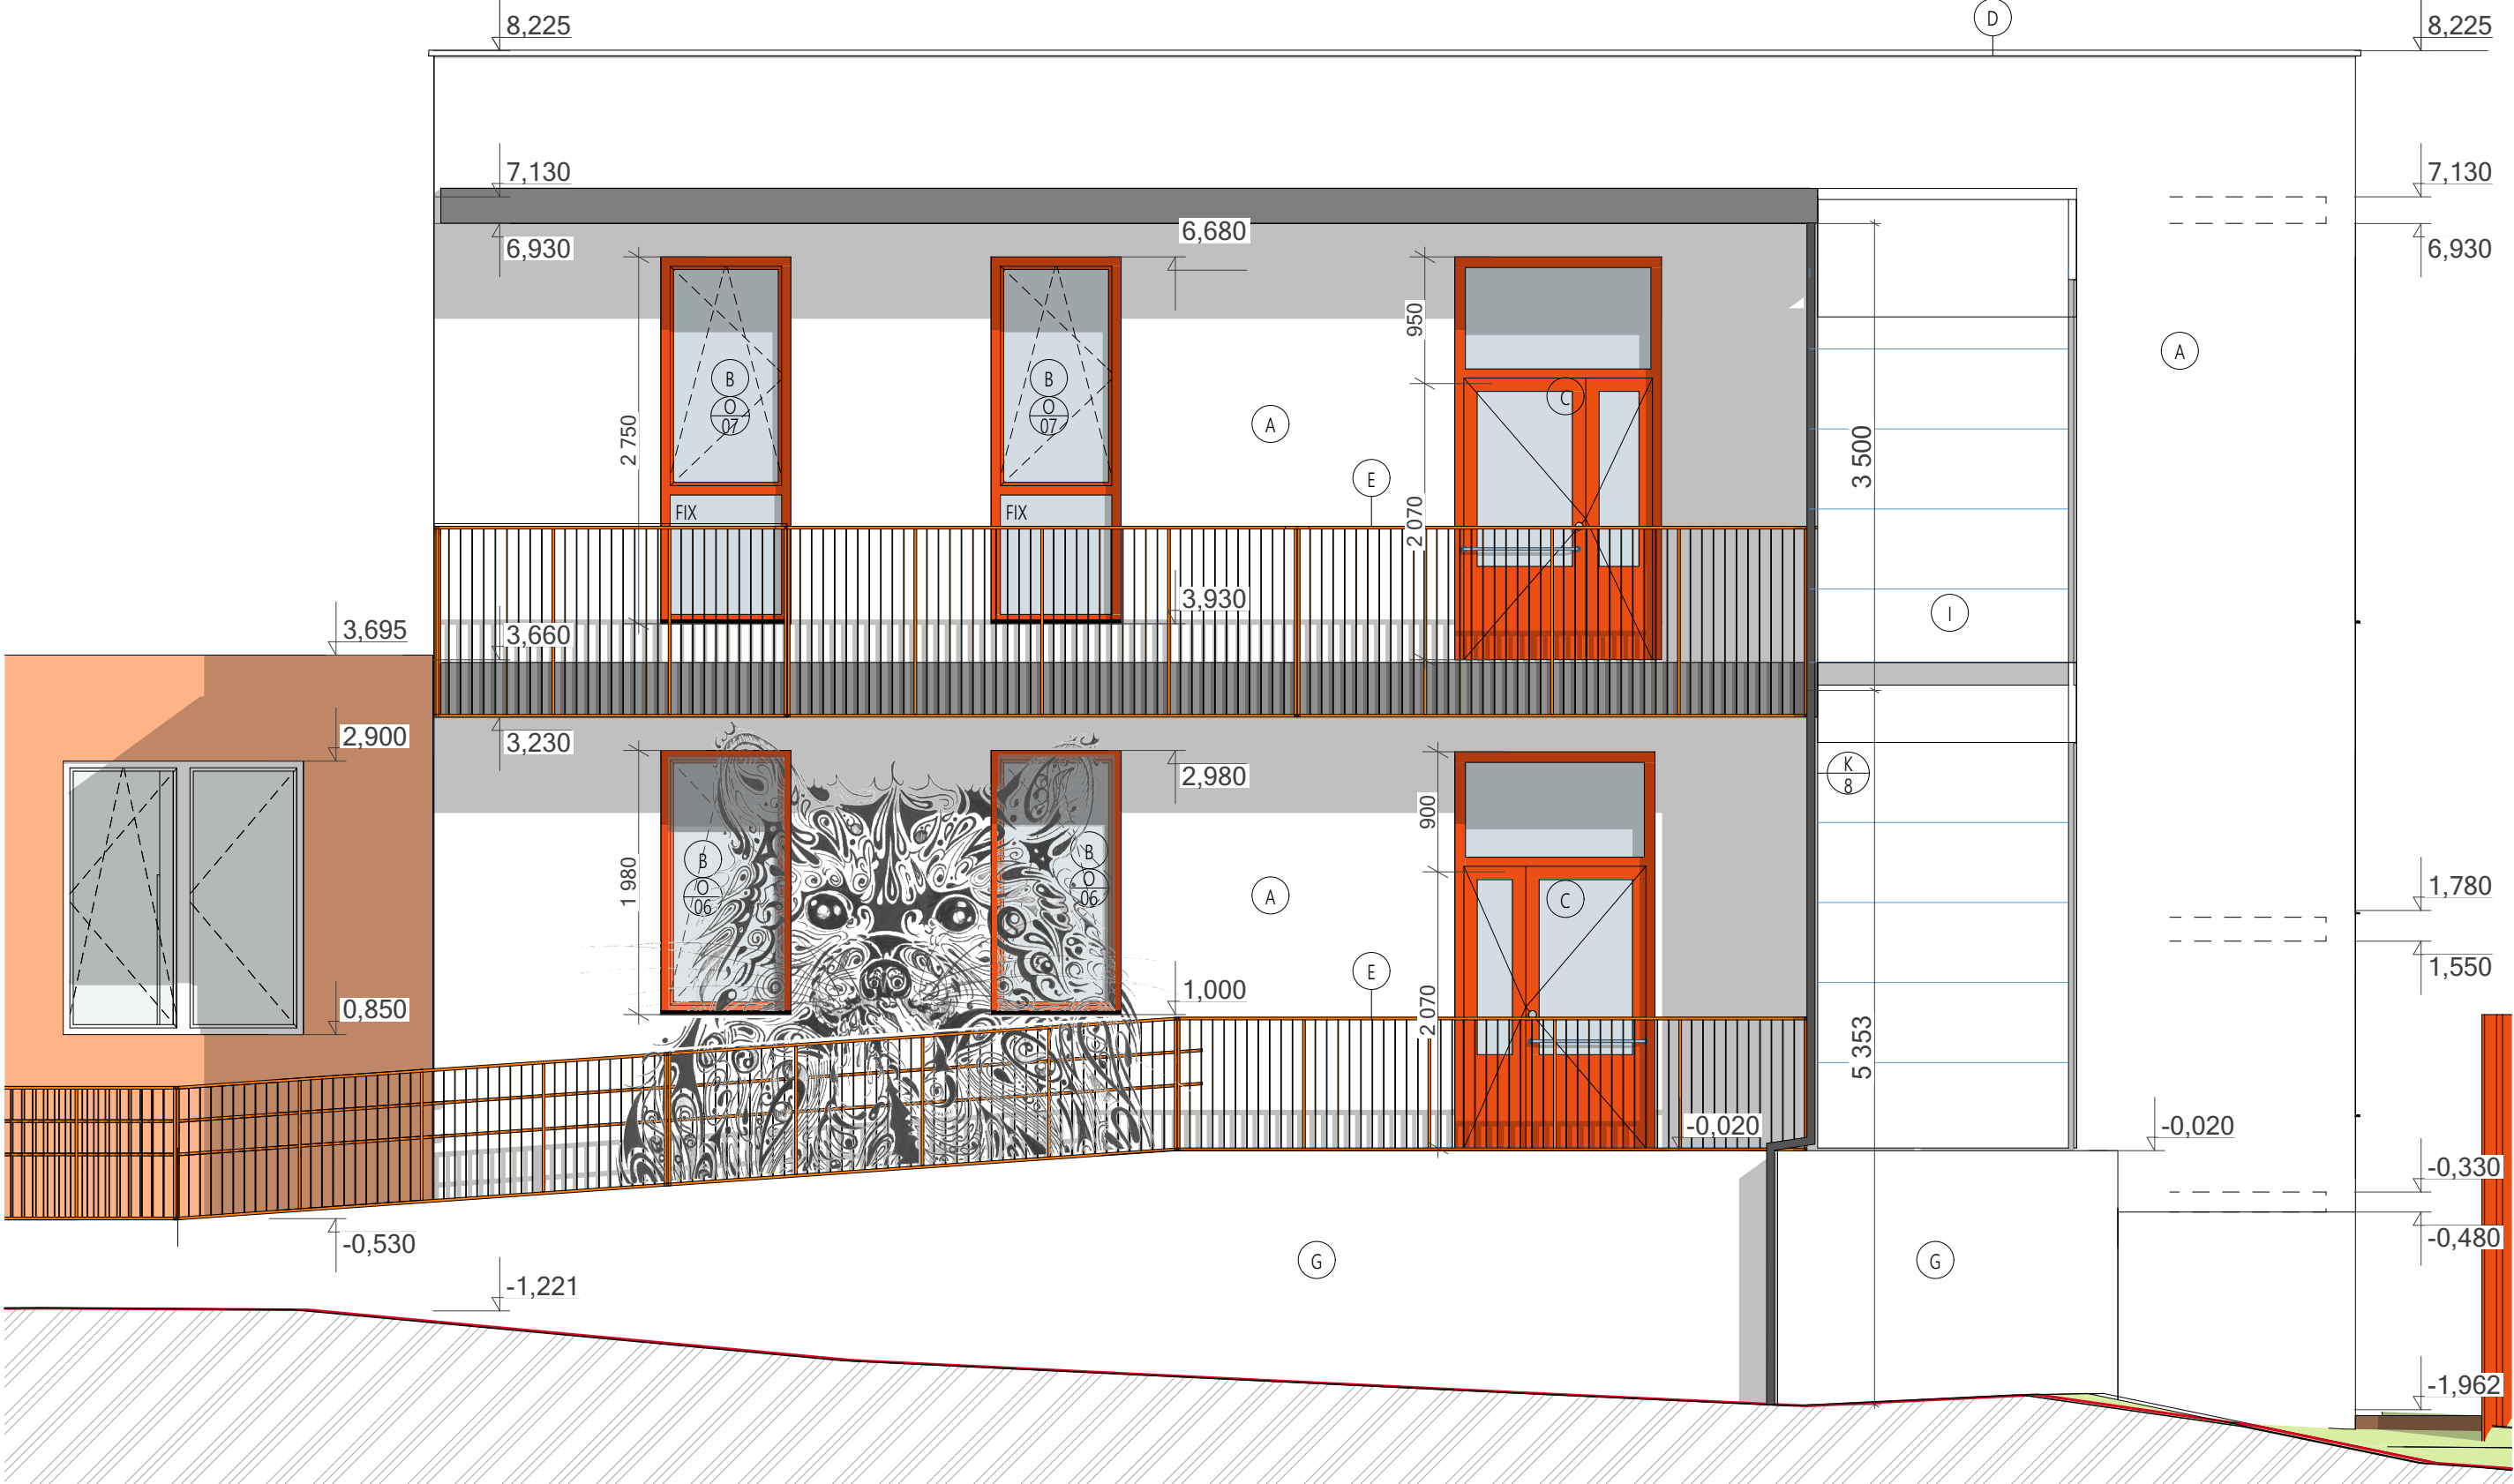 8,225
D
8,225
7,130
7,130
6,930
6,680
6,930
950
A
B
O
07
B
O
07
C
A
2 750
3 500
E
FIX
FIX
2 070
3,930
I
3,695
3,660
2,900
3,230
2,980
K
8
900
B
O
06
B
O
06
1 980
A
C
1,780
E
1,550
0,850
1,000
2 070
5 353
-0,020
-0,020
-0,330
-0,530
-0,480
G
G
-1,221
-1,962